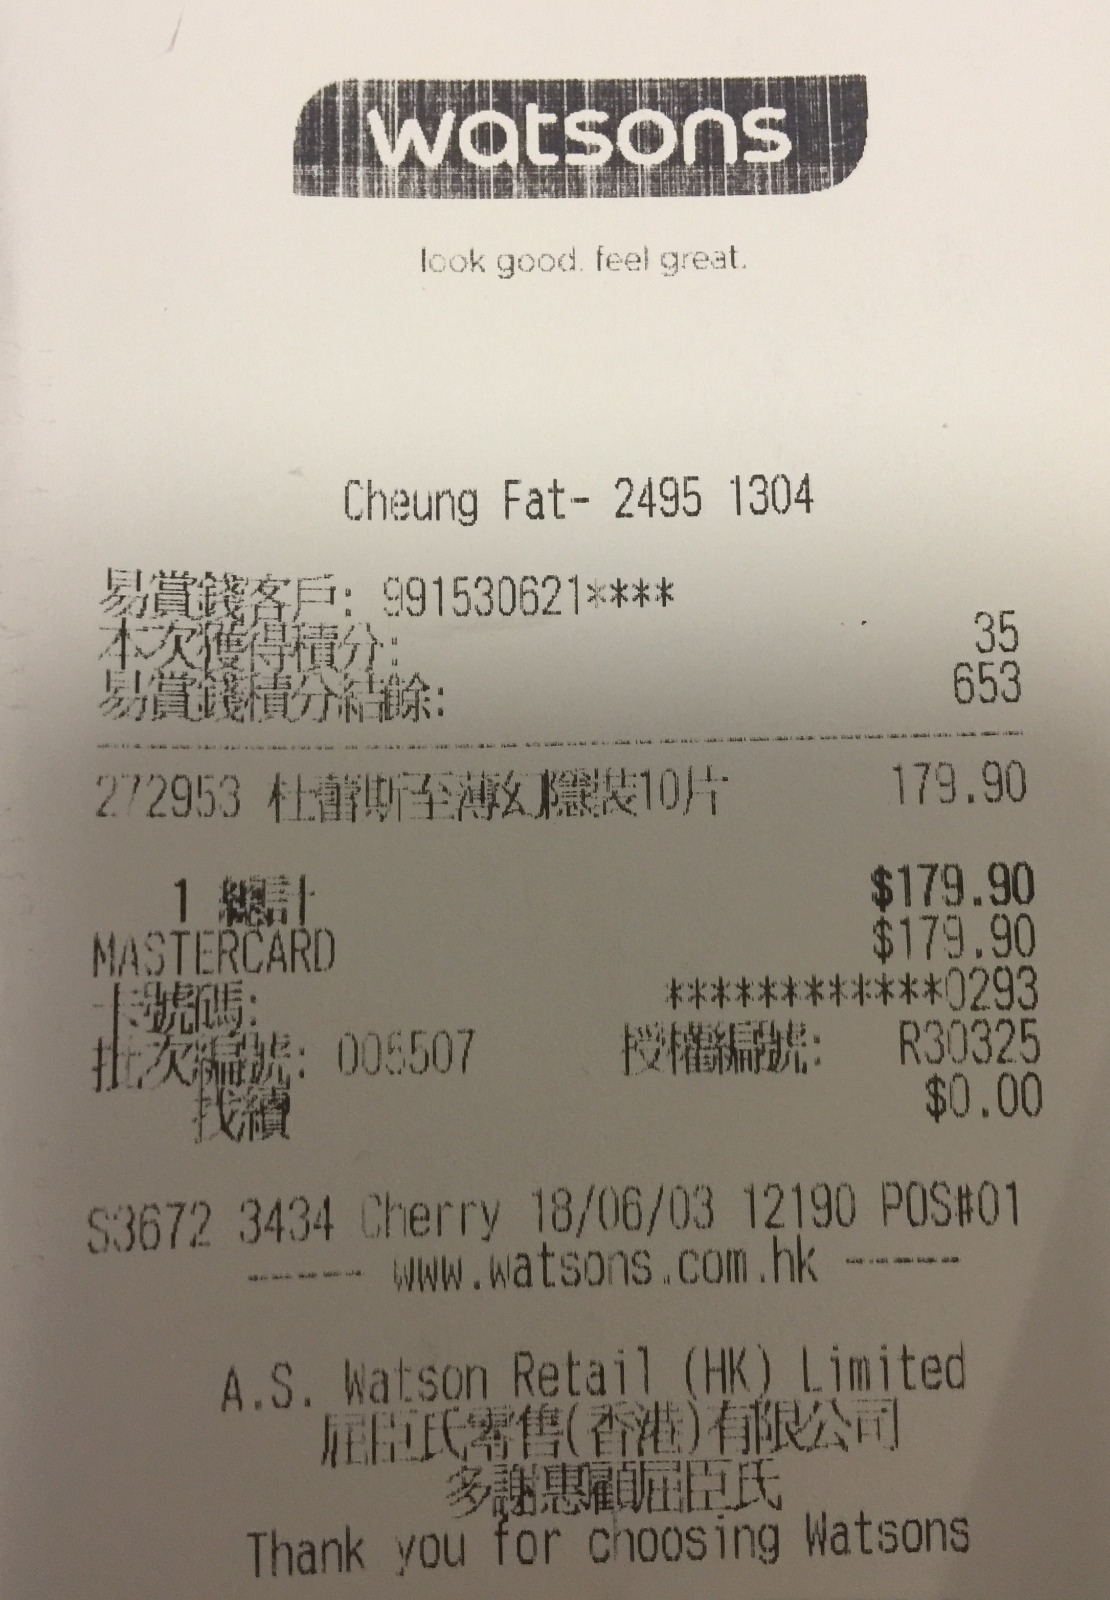 watsons
look good. feel great.
Cheung Fat- 2495 1304
易賞錢客戶: 991530621****
本次獲得積分: 35
易賞錢積分結餘: 653
272953 杜蕾斯至薄幻隱裝10片 179.90
1 總計 $179.90
MASTERCARD $179.90
卡號碼: ************0293
批次編號: 005507 授權編號: R30325
找續 $0.00
S3672 3434 Cherry 18/06/03 12190 POS#01
------ www.watsons.com.hk ------
A.S. Watson Retail (HK) Limited
屈臣氏零售(香港)有限公司
多謝惠顧屈臣氏
Thank you for choosing Watsons